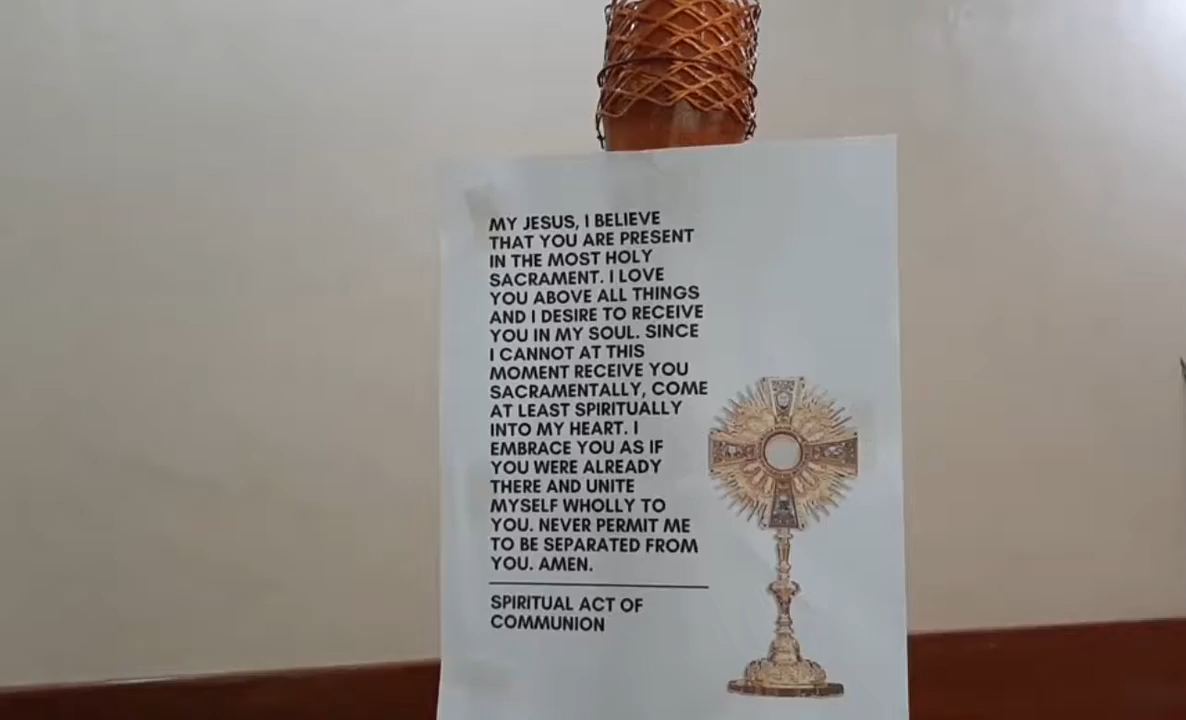 MY JESUS, I BELIEVE
THAT YOU ARE PRESENT
IN THE MOST HOLY
SACRAMENT. I LOVE
YOU ABOVE ALL THINGS
AND I DESIRE TO RECEIVE
YOU IN MY SOUL. SINCE
I CANNOT AT THIS
MOMENT RECEIVE YOU
SACRAMENTALLY, COME
AT LEAST SPIRITUALLY
INTO MY HEART. I
EMBRACE YOU AS IF
YOU WERE ALREADY
THERE AND UNITE
MYSELF WHOLLY TO
YOU. NEVER PERMIT ME
TO BE SEPARATED FROM
YOU. AMEN.
SPIRITUAL ACT OF
COMMUNION